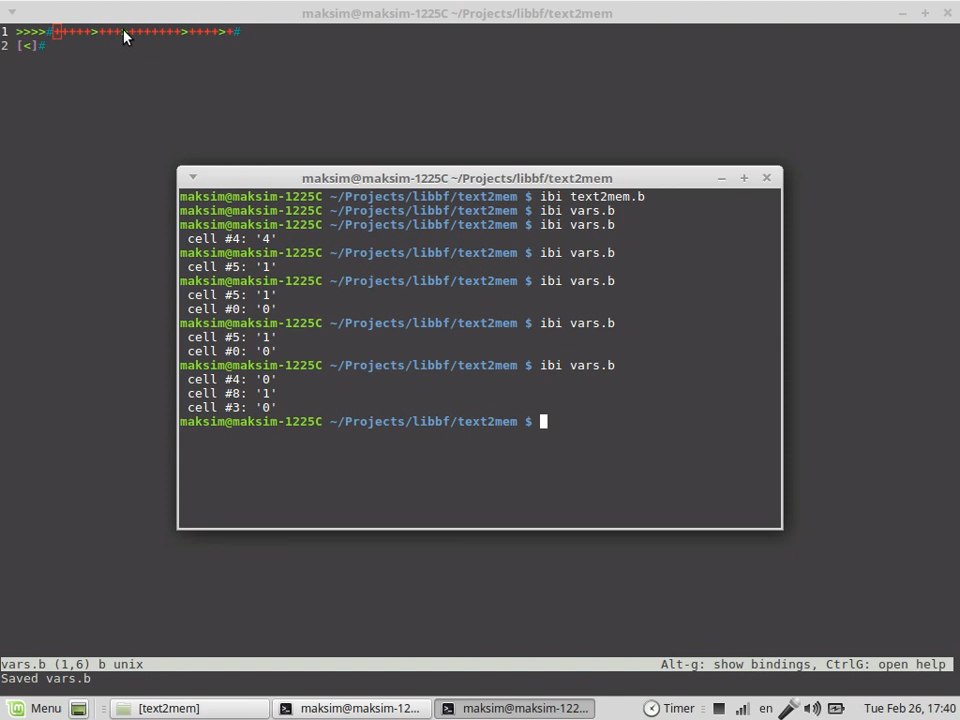 maksim@maksim-1225C ~/Projects/libbf/text2mem
1 >>>>#+++++>+++>+++++++>++++>+#
2 [<]#
maksim@maksim-1225C ~/Projects/libbf/text2mem
maksim@maksim-1225C ~/Projects/libbf/text2mem $ ibi text2mem.b
maksim@maksim-1225C ~/Projects/libbf/text2mem $ ibi vars.b
maksim@maksim-1225C ~/Projects/libbf/text2mem $ ibi vars.b
cell #4: '4'
maksim@maksim-1225C ~/Projects/libbf/text2mem $ ibi vars.b
cell #5: '1'
maksim@maksim-1225C ~/Projects/libbf/text2mem $ ibi vars.b
cell #5: '1'
cell #0: '0'
maksim@maksim-1225C ~/Projects/libbf/text2mem $ ibi vars.b
cell #5: '1'
cell #0: '0'
maksim@maksim-1225C ~/Projects/libbf/text2mem $ ibi vars.b
cell #4: '0'
cell #8: '1'
cell #3: '0'
maksim@maksim-1225C ~/Projects/libbf/text2mem $
vars.b (1,6) b unix Alt-g: show bindings, CtrlG: open help
Saved vars.b
Menu [text2mem] maksim@maksim-12... maksim@maksim-122... Timer en Tue Feb 26, 17:40